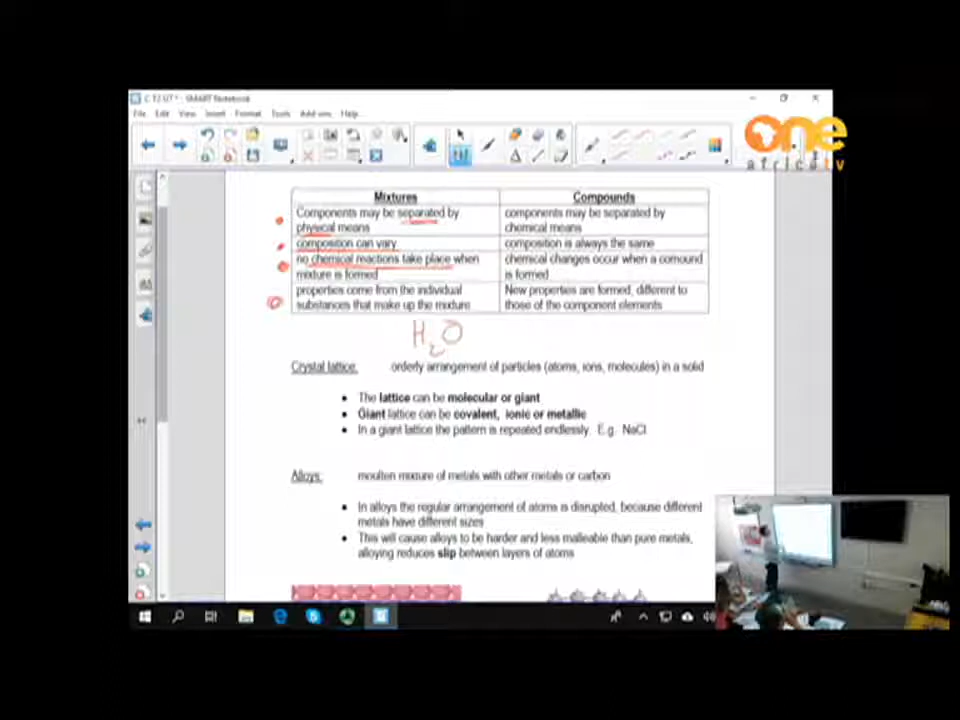 C 12 U7 * - SMART Notebook
File Edit View Insert Format Tools Add-ons Help
one
africa tv
Mixtures Compounds
Components may be separated by components may be separated by
physical means chemical means
composition can vary composition is always the same
no chemical reactions take place when chemical changes occur when a comound
mixture is formed is formed
properties come from the individual New properties are formed, different to
substances that make up the mixture those of the component elements
H2O
Crystal lattice: orderly arrangement of particles (atoms, ions, molecules) in a solid
• The lattice can be molecular or giant
• Giant lattice can be covalent, ionic or metallic
• In a giant lattice the pattern is repeated endlessly. E.g. NaCl
Alloys: moulten mixture of metals with other metals or carbon
• In alloys the regular arrangement of atoms is disrupted, because different
metals have different sizes
• This will cause alloys to be harder and less malleable than pure metals,
alloying reduces slip between layers of atoms